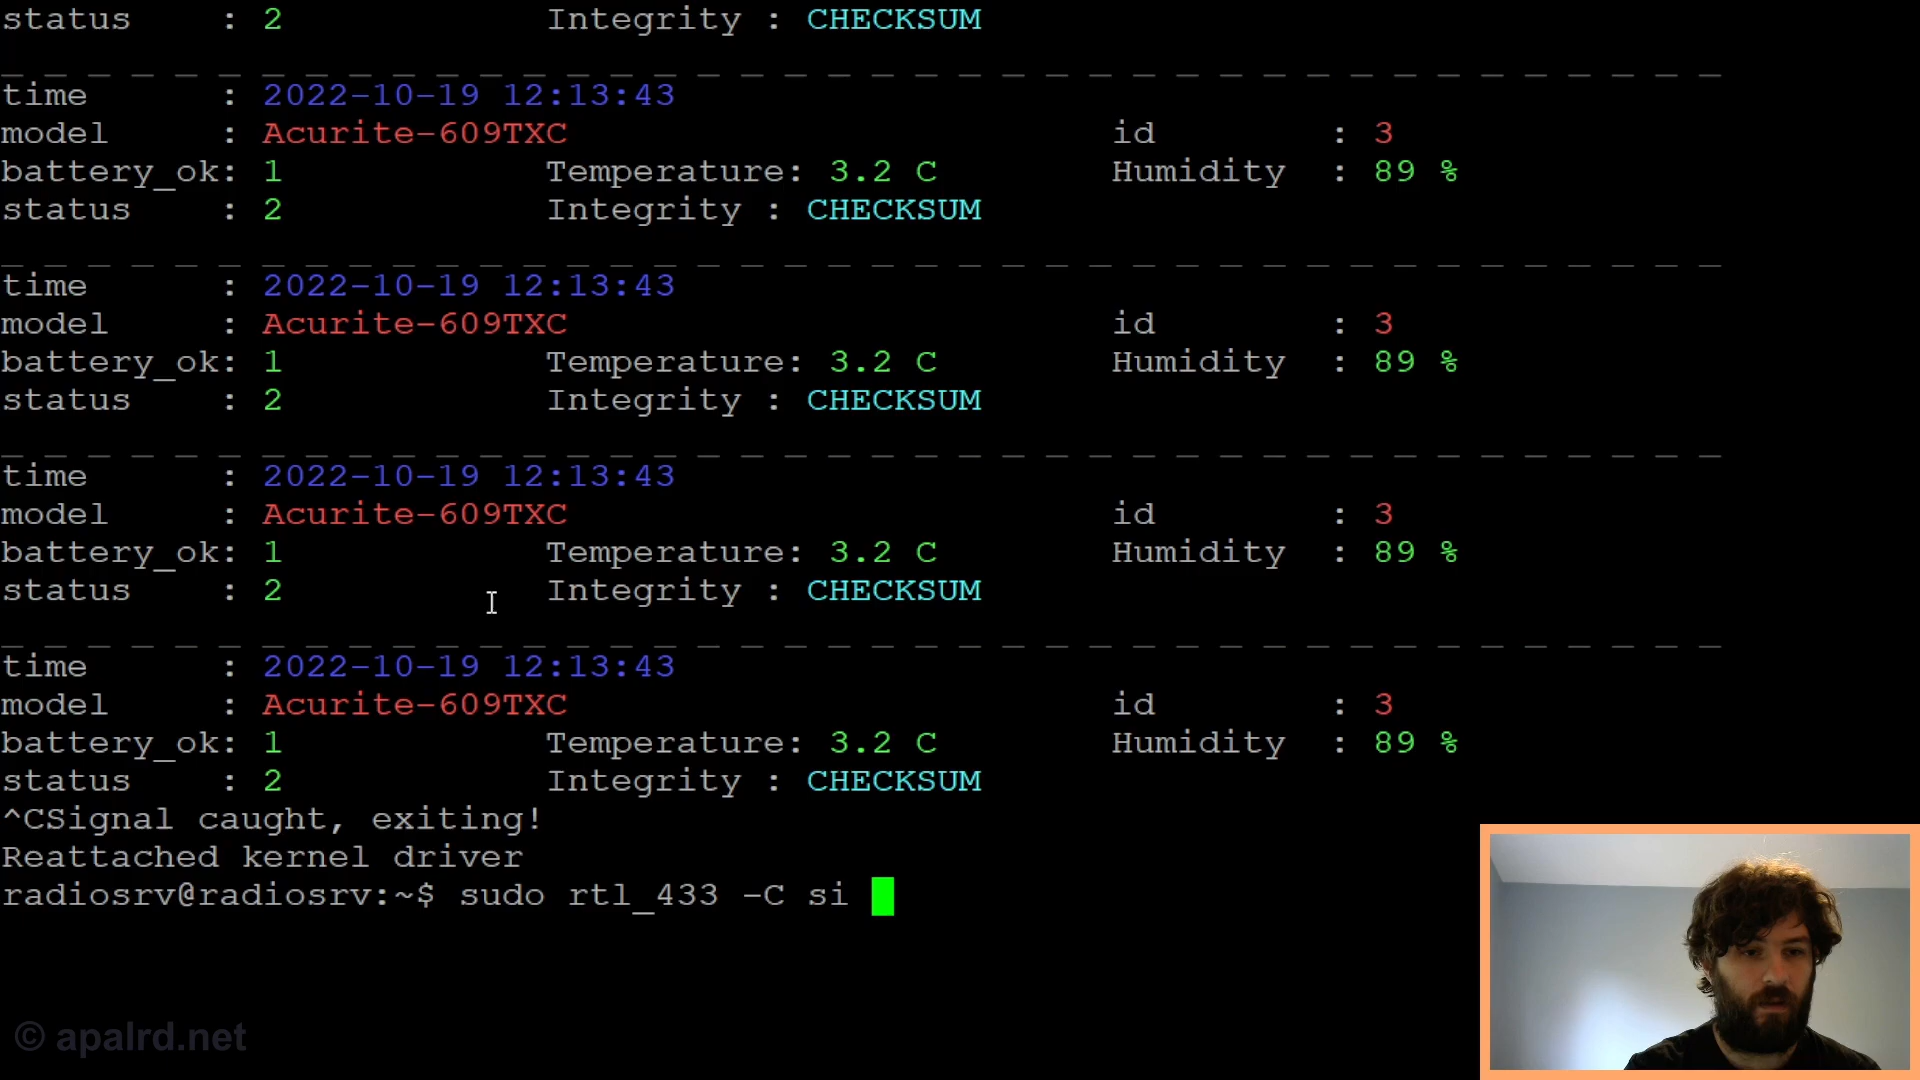 status : 2 Integrity : CHECKSUM
_ _ _ _ _ _ _ _ _ _ _ _ _ _ _ _ _ _ _ _ _ _ _ _ _ _ _ _ _ _ _ _ _ _ _ _ _ _ _ _
time : 2022-10-19 12:13:43
model : Acurite-609TXC id : 3
battery_ok: 1 Temperature: 3.2 C Humidity : 89 %
status : 2 Integrity : CHECKSUM
_ _ _ _ _ _ _ _ _ _ _ _ _ _ _ _ _ _ _ _ _ _ _ _ _ _ _ _ _ _ _ _ _ _ _ _ _ _ _ _
time : 2022-10-19 12:13:43
model : Acurite-609TXC id : 3
battery_ok: 1 Temperature: 3.2 C Humidity : 89 %
status : 2 Integrity : CHECKSUM
_ _ _ _ _ _ _ _ _ _ _ _ _ _ _ _ _ _ _ _ _ _ _ _ _ _ _ _ _ _ _ _ _ _ _ _ _ _ _ _
time : 2022-10-19 12:13:43
model : Acurite-609TXC id : 3
battery_ok: 1 Temperature: 3.2 C Humidity : 89 %
status : 2 Integrity : CHECKSUM
_ _ _ _ _ _ _ _ _ _ _ _ _ _ _ _ _ _ _ _ _ _ _ _ _ _ _ _ _ _ _ _ _ _ _ _ _ _ _ _
time : 2022-10-19 12:13:43
model : Acurite-609TXC id : 3
battery_ok: 1 Temperature: 3.2 C Humidity : 89 %
status : 2 Integrity : CHECKSUM
^CSignal caught, exiting!
Reattached kernel driver
radiosrv@radiosrv:~$ sudo rtl_433 -C si
© apalrd.net